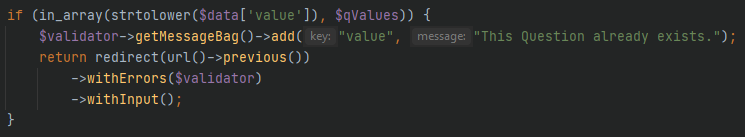 if (in_array(strtolower($data['value']), $qValues)) {
$validator->getMessageBag()->add( key: "value", message: "This Question already exists.");
return redirect(url()->previous())
->withErrors($validator)
->withInput();
}